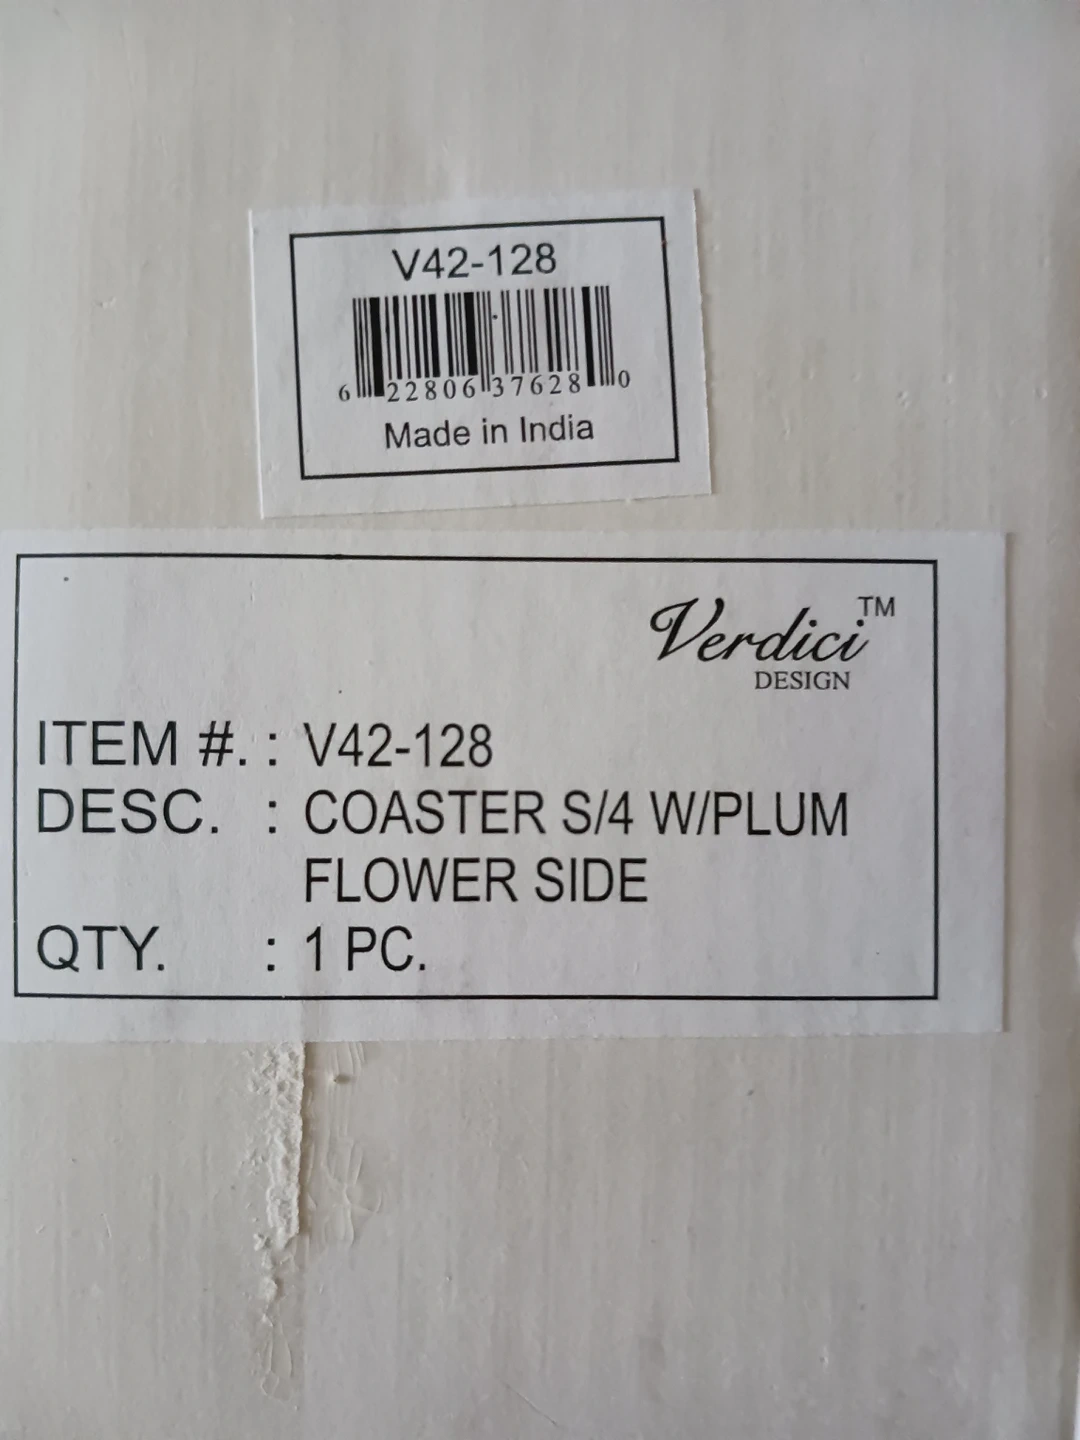 V42-128
6 22806 37628 0
Made in India
Verdici™
DESIGN
ITEM #. : V42-128
DESC. : COASTER S/4 W/PLUM
FLOWER SIDE
QTY. : 1 PC.